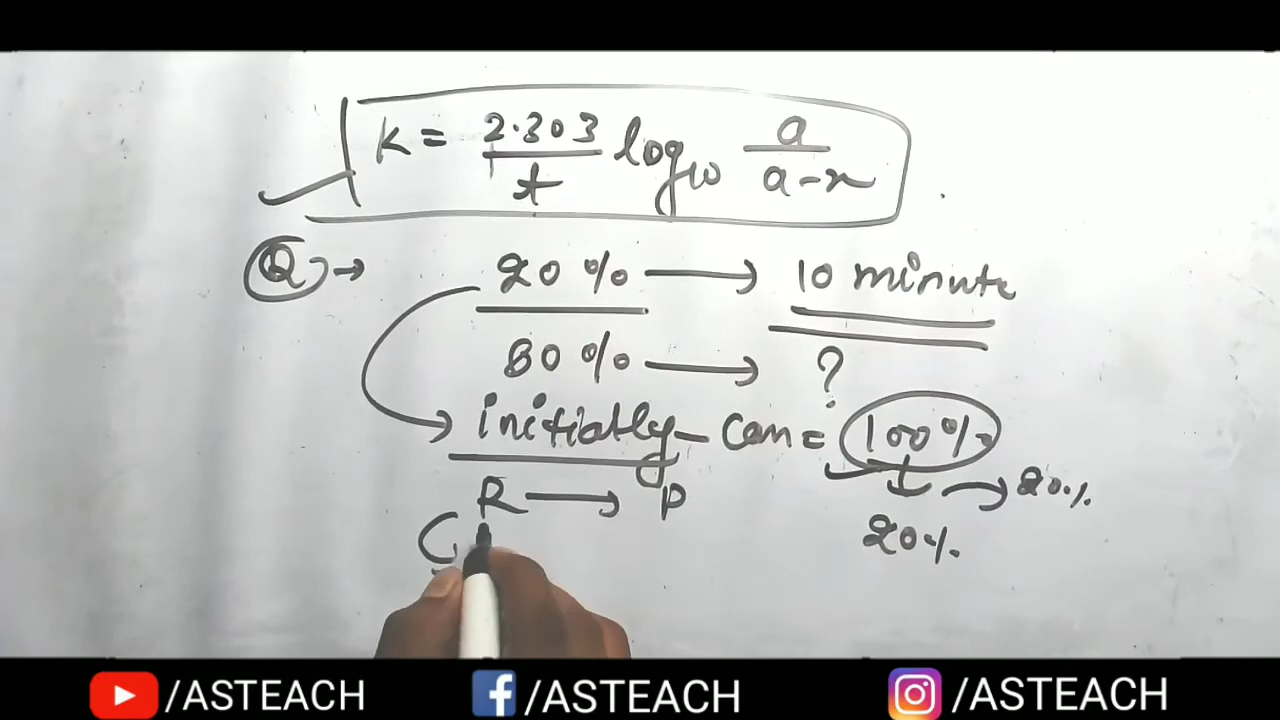 K = 2.303/t log10 a/a-x
Q → 20% → 10 minute
80% → ?
initially con = 100%
R → P
20%
20%
/ASTEACH
/ASTEACH
/ASTEACH